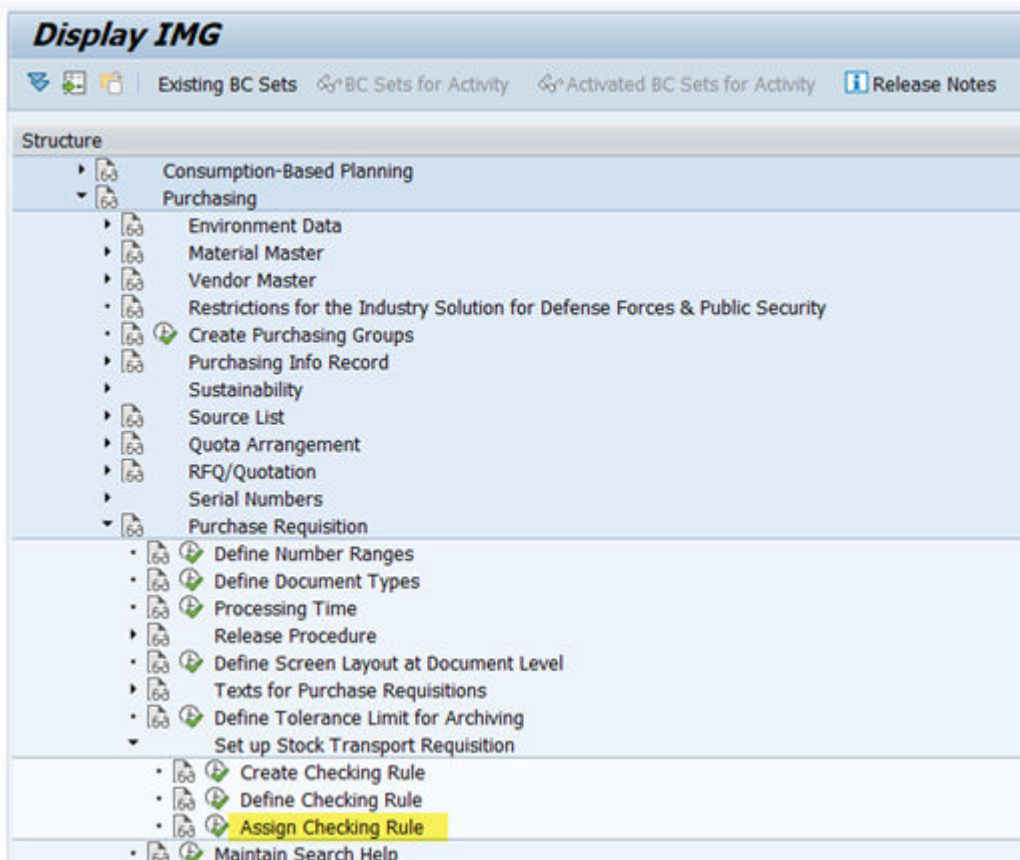 Display IMG
Existing BC Sets BC Sets for Activity Activated BC Sets for Activity Release Notes
Structure
Consumption-Based Planning
Purchasing
Environment Data
Material Master
Vendor Master
Restrictions for the Industry Solution for Defense Forces & Public Security
Create Purchasing Groups
Purchasing Info Record
Sustainability
Source List
Quota Arrangement
RFQ/Quotation
Serial Numbers
Purchase Requisition
Define Number Ranges
Define Document Types
Processing Time
Release Procedure
Define Screen Layout at Document Level
Texts for Purchase Requisitions
Define Tolerance Limit for Archiving
Set up Stock Transport Requisition
Create Checking Rule
Define Checking Rule
Assign Checking Rule
Maintain Search Help